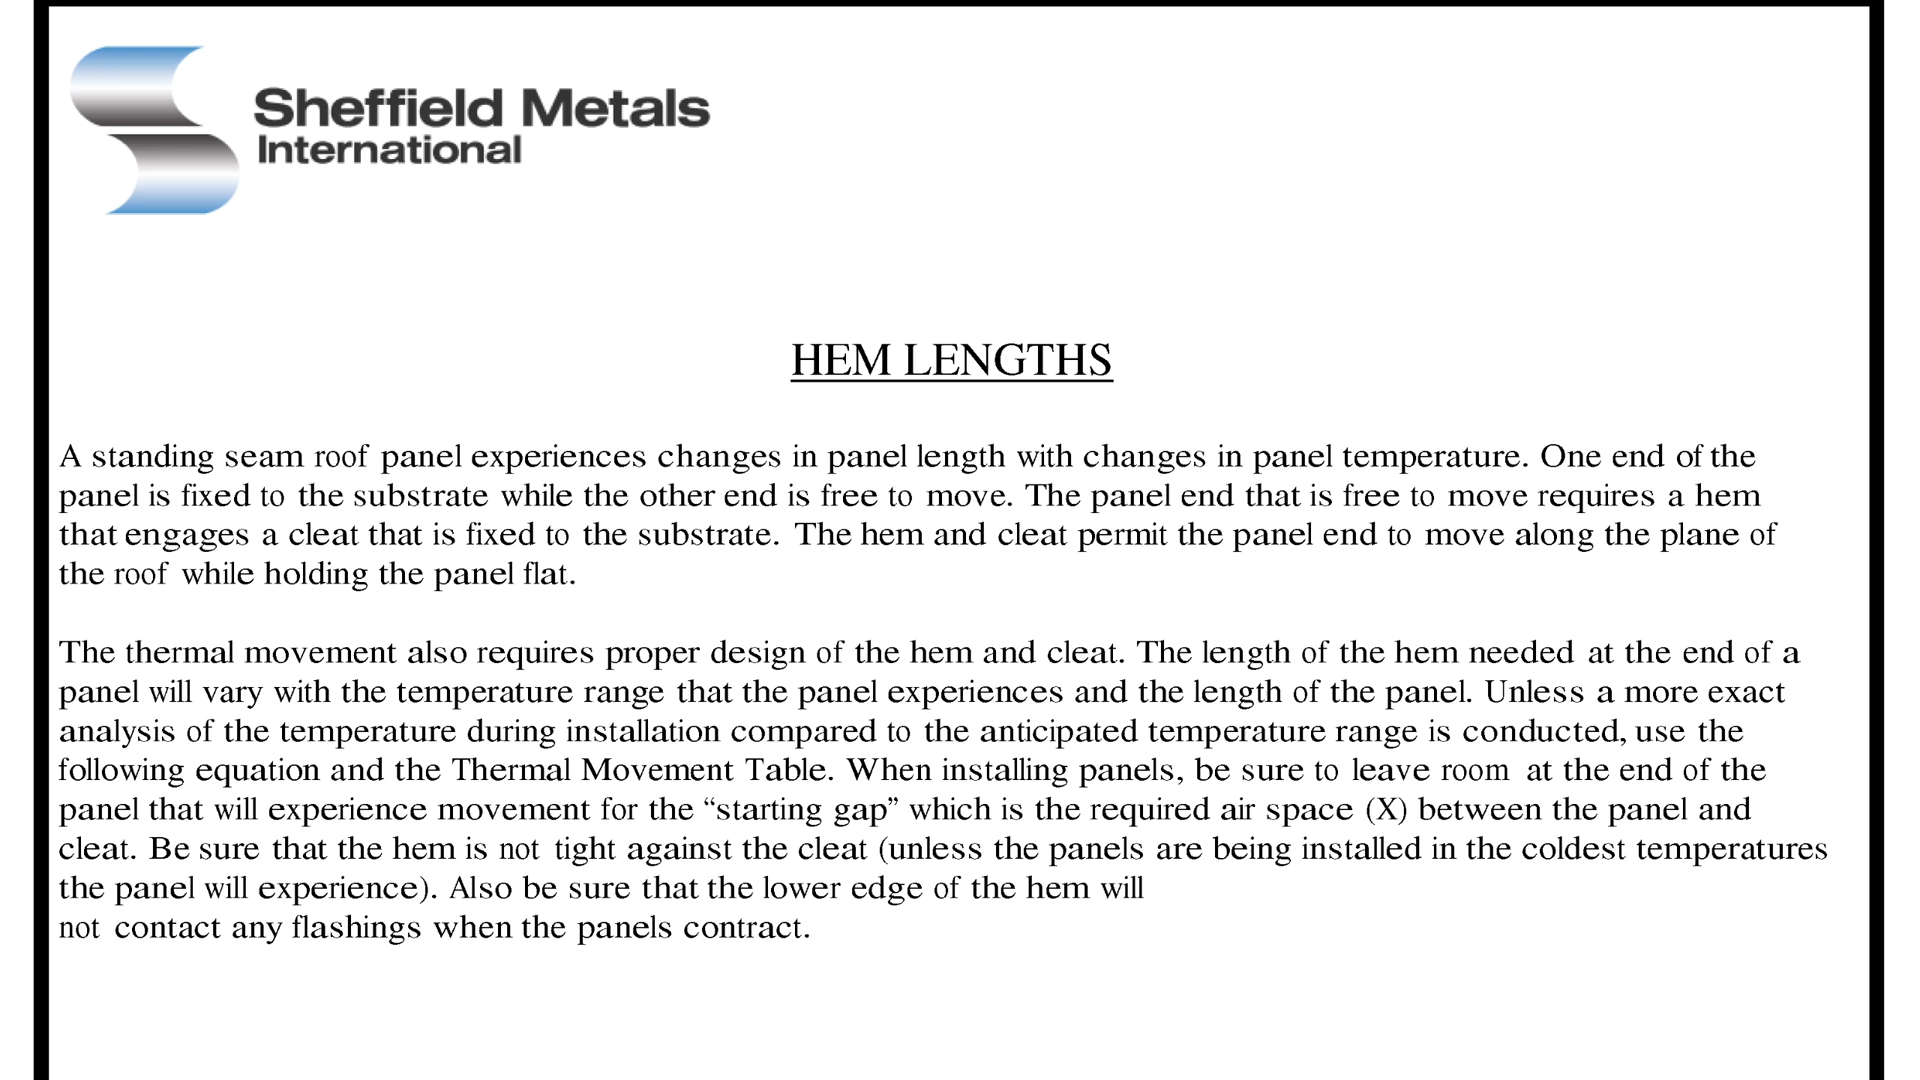 Sheffield Metals
International
HEM LENGTHS
A standing seam roof panel experiences changes in panel length with changes in panel temperature. One end of the
panel is fixed to the substrate while the other end is free to move. The panel end that is free to move requires a hem
that engages a cleat that is fixed to the substrate. The hem and cleat permit the panel end to move along the plane of
the roof while holding the panel flat.
The thermal movement also requires proper design of the hem and cleat. The length of the hem needed at the end of a
panel will vary with the temperature range that the panel experiences and the length of the panel. Unless a more exact
analysis of the temperature during installation compared to the anticipated temperature range is conducted, use the
following equation and the Thermal Movement Table. When installing panels, be sure to leave room at the end of the
panel that will experience movement for the “starting gap” which is the required air space (X) between the panel and
cleat. Be sure that the hem is not tight against the cleat (unless the panels are being installed in the coldest temperatures
the panel will experience). Also be sure that the lower edge of the hem will
not contact any flashings when the panels contract.